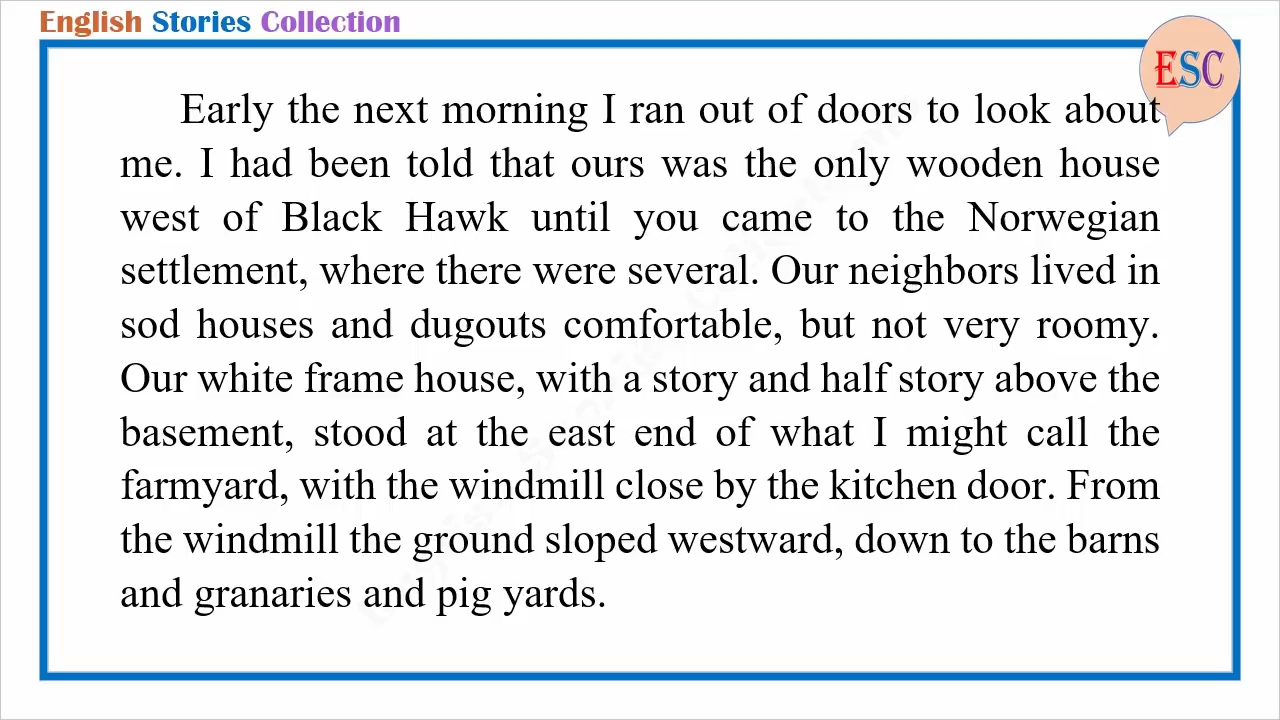 English Stories Collection
ESC
Early the next morning I ran out of doors to look about
me. I had been told that ours was the only wooden house
west of Black Hawk until you came to the Norwegian
settlement, where there were several. Our neighbors lived in
sod houses and dugouts comfortable, but not very roomy.
Our white frame house, with a story and half story above the
basement, stood at the east end of what I might call the
farmyard, with the windmill close by the kitchen door. From
the windmill the ground sloped westward, down to the barns
and granaries and pig yards.